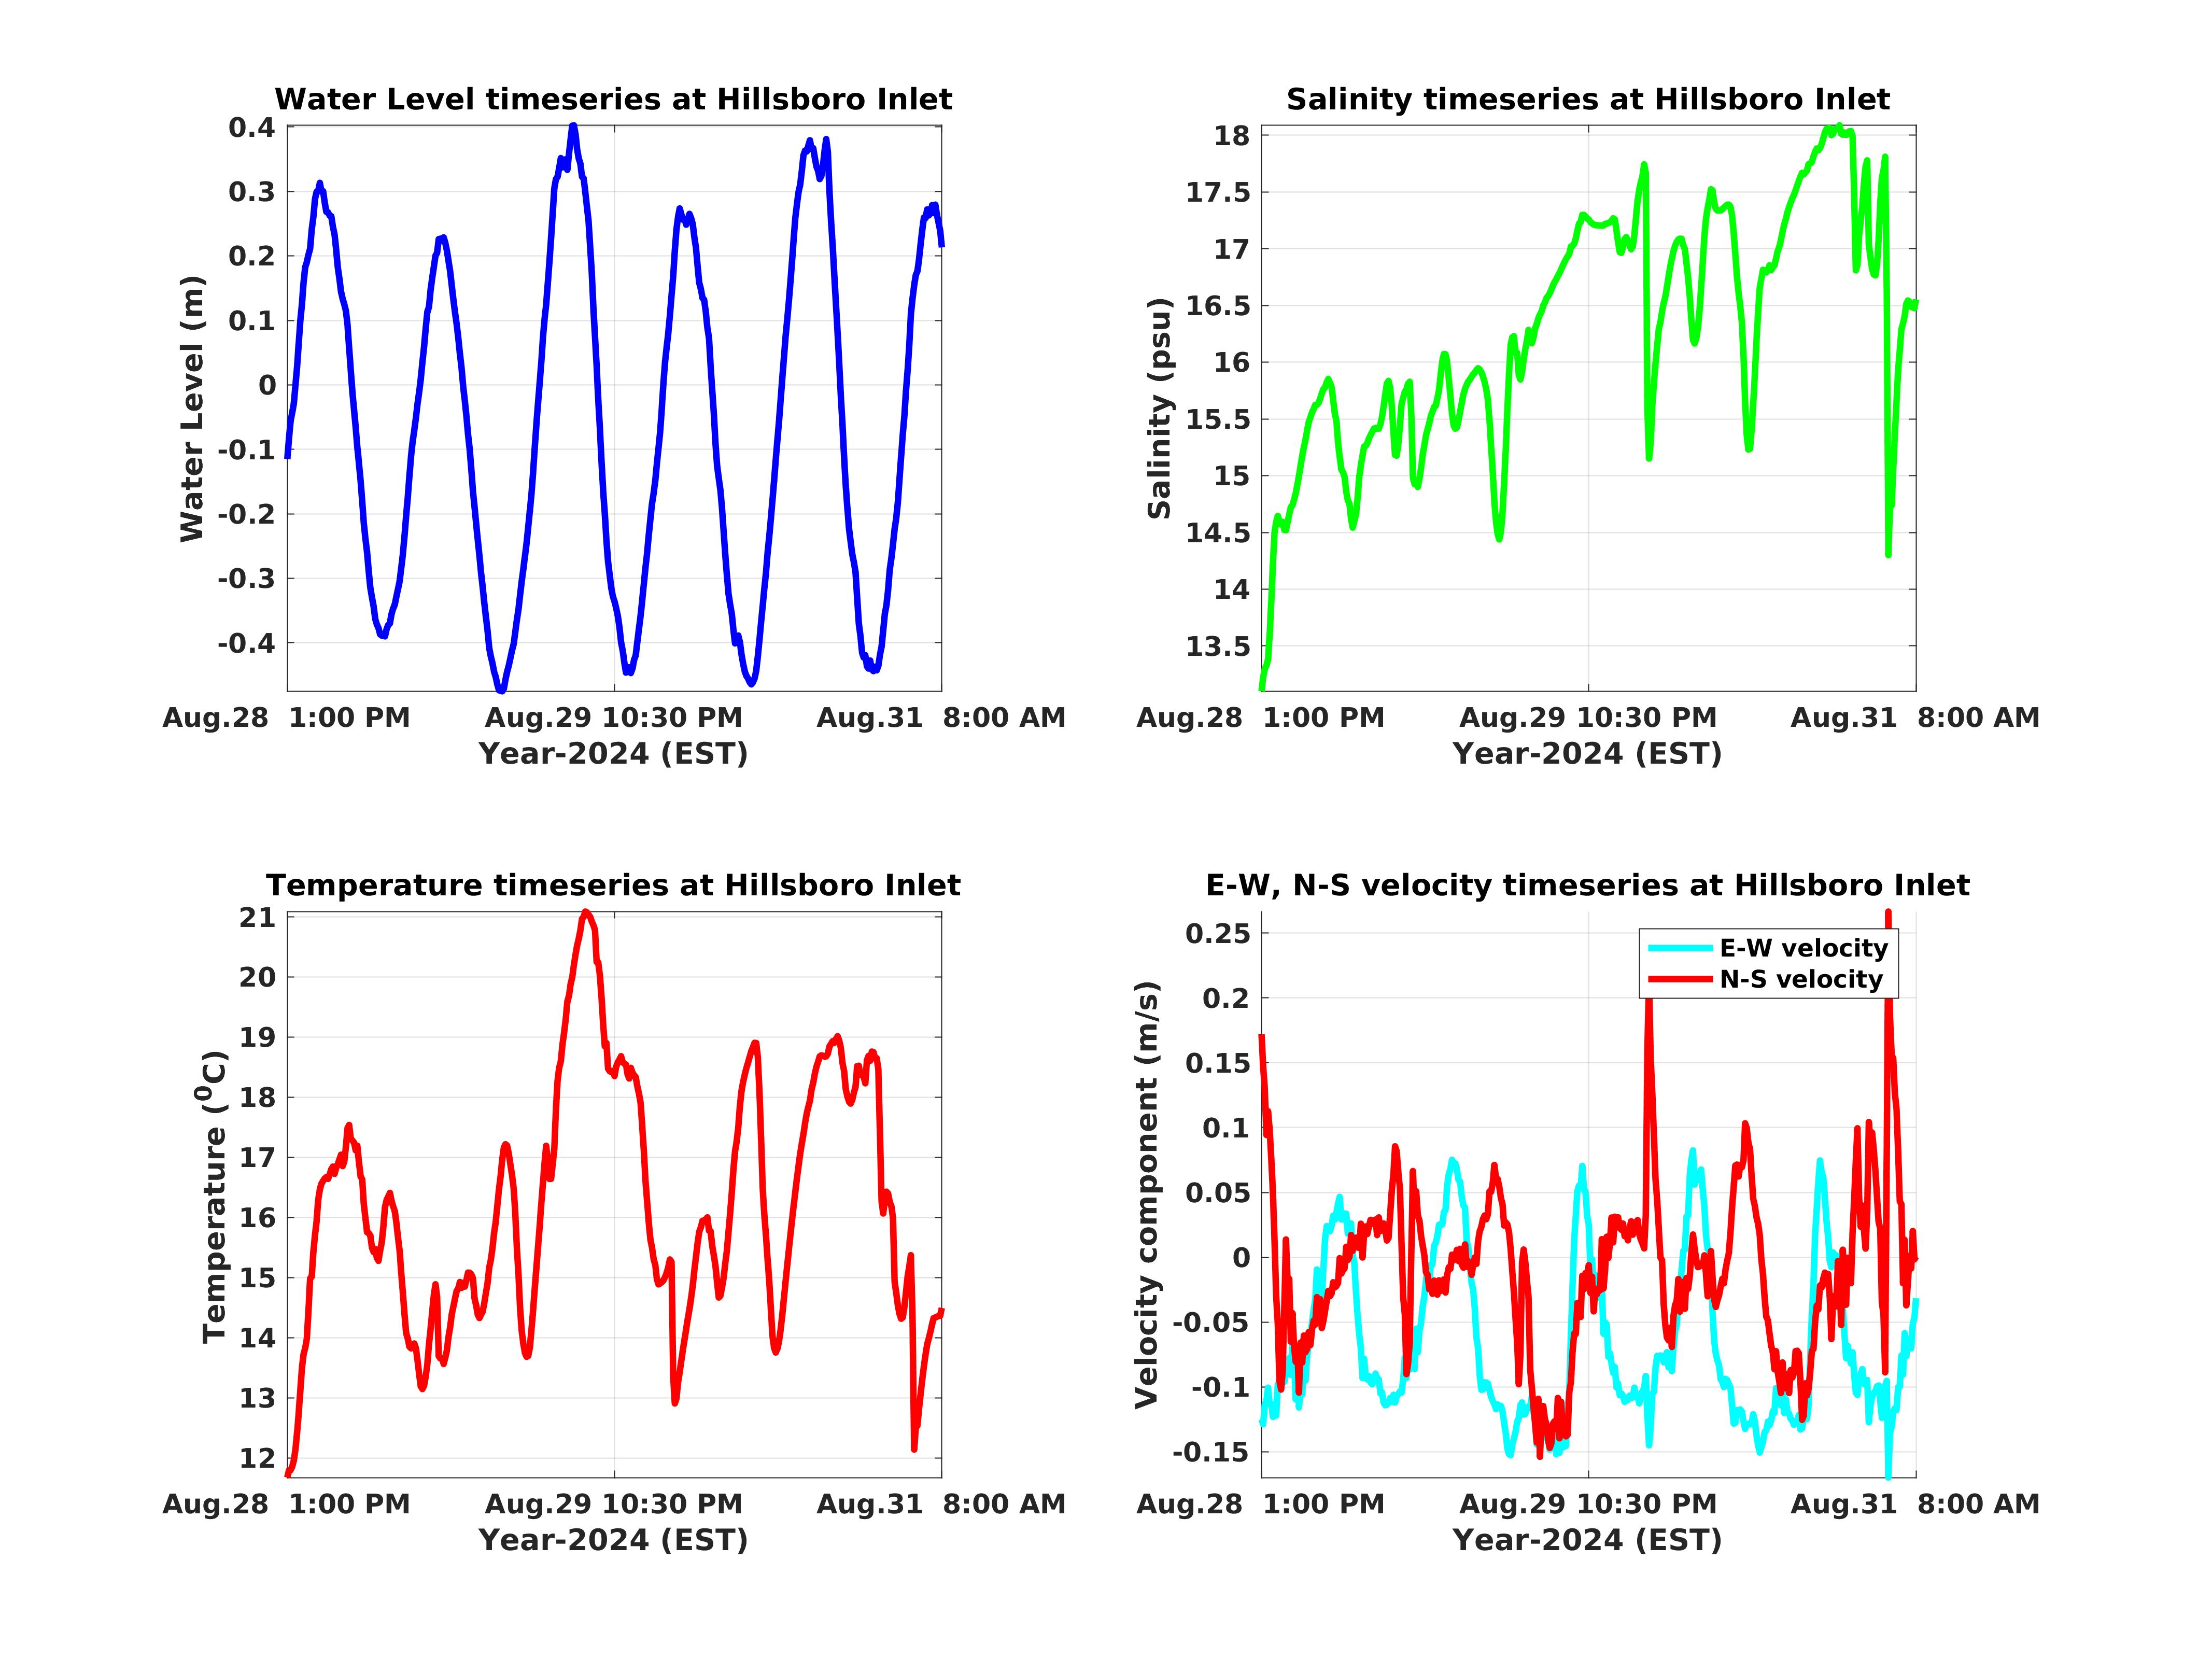 Water Level timeseries at Hillsboro Inlet
0.4
0.3
0.2
0.1
0
-0.1
-0.2
-0.3
-0.4
Water Level (m)
Aug.28 1:00 PM
Aug.29 10:30 PM
Aug.31 8:00 AM
Year-2024 (EST)
Salinity timeseries at Hillsboro Inlet
18
17.5
17
16.5
16
15.5
15
14.5
14
13.5
Salinity (psu)
Aug.28 1:00 PM
Aug.29 10:30 PM
Aug.31 8:00 AM
Year-2024 (EST)
Temperature timeseries at Hillsboro Inlet
21
20
19
18
17
16
15
14
13
12
Temperature (⁰C)
Aug.28 1:00 PM
Aug.29 10:30 PM
Aug.31 8:00 AM
Year-2024 (EST)
E-W, N-S velocity timeseries at Hillsboro Inlet
0.25
0.2
0.15
0.1
0.05
0
-0.05
-0.1
-0.15
Velocity component (m/s)
E-W velocity
N-S velocity
Aug.28 1:00 PM
Aug.29 10:30 PM
Aug.31 8:00 AM
Year-2024 (EST)